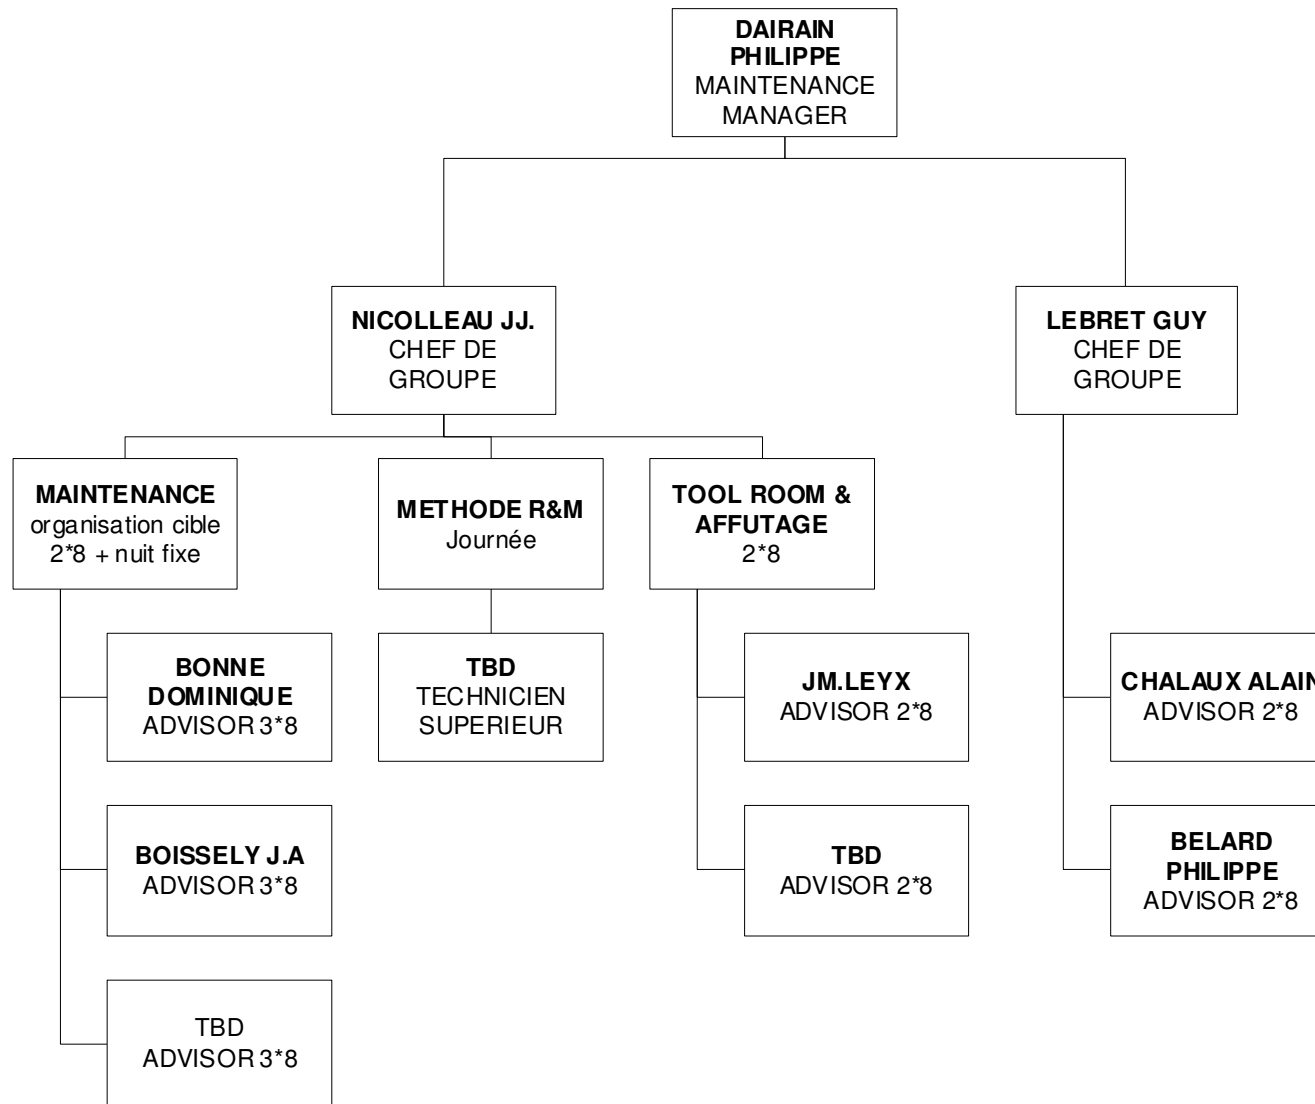 DAIRAIN
PHILIPPE
MAINTENANCE
MANAGER
NICOLLEAU JJ.
CHEF DE
GROUPE
LEBRET GUY
CHEF DE
GROUPE
MAINTENANCE
organisation cible
2*8 + nuit fixe
METHODE R&M
Journée
TOOL ROOM &
AFFUTAGE
2*8
BONNE
DOMINIQUE
ADVISOR 3*8
TBD
TECHNICIEN
SUPERIEUR
JM.LEYX
ADVISOR 2*8
CHALAUX ALAIN
ADVISOR 2*8
BOISSELY J.A
ADVISOR 3*8
TBD
ADVISOR 2*8
BELARD
PHILIPPE
ADVISOR 2*8
TBD
ADVISOR 3*8